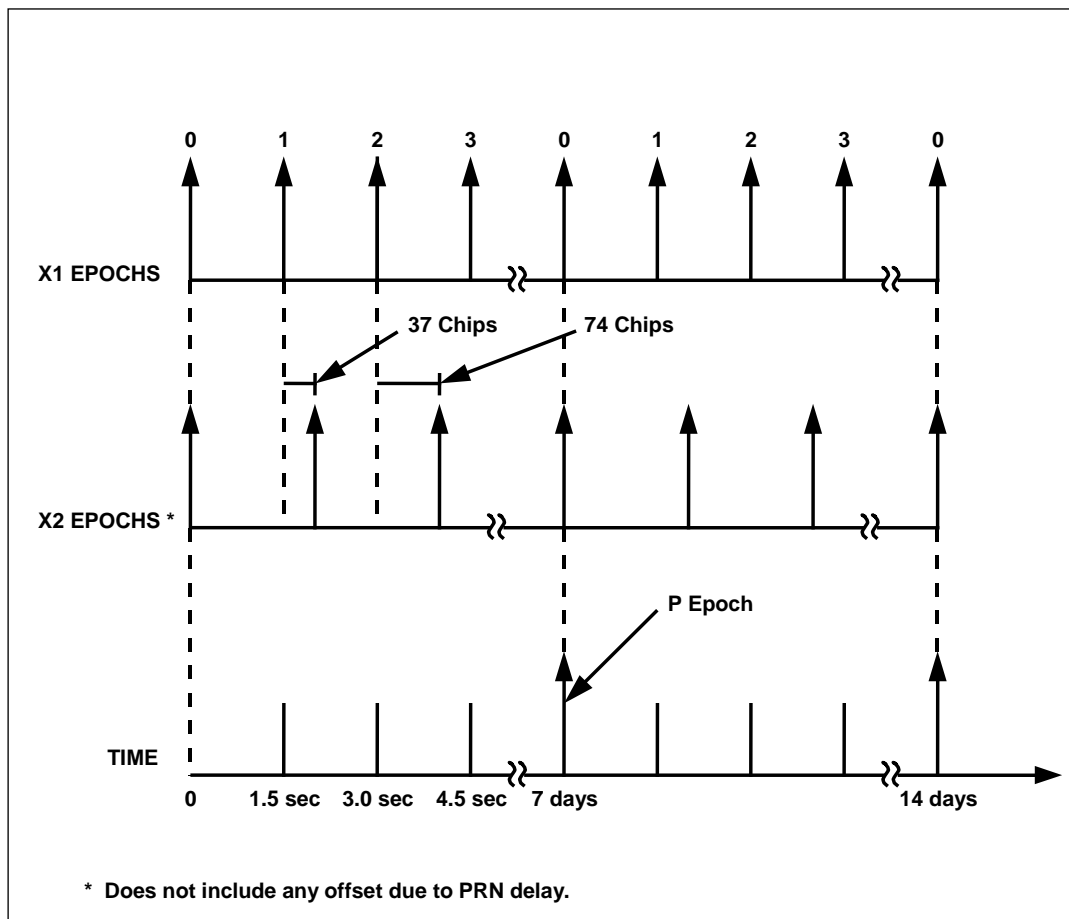 0 1 2 3 0 1 2 3 0
X1 EPOCHS
37 Chips 74 Chips
X2 EPOCHS *
P Epoch
TIME
0 1.5 sec 3.0 sec 4.5 sec 7 days 14 days
* Does not include any offset due to PRN delay.